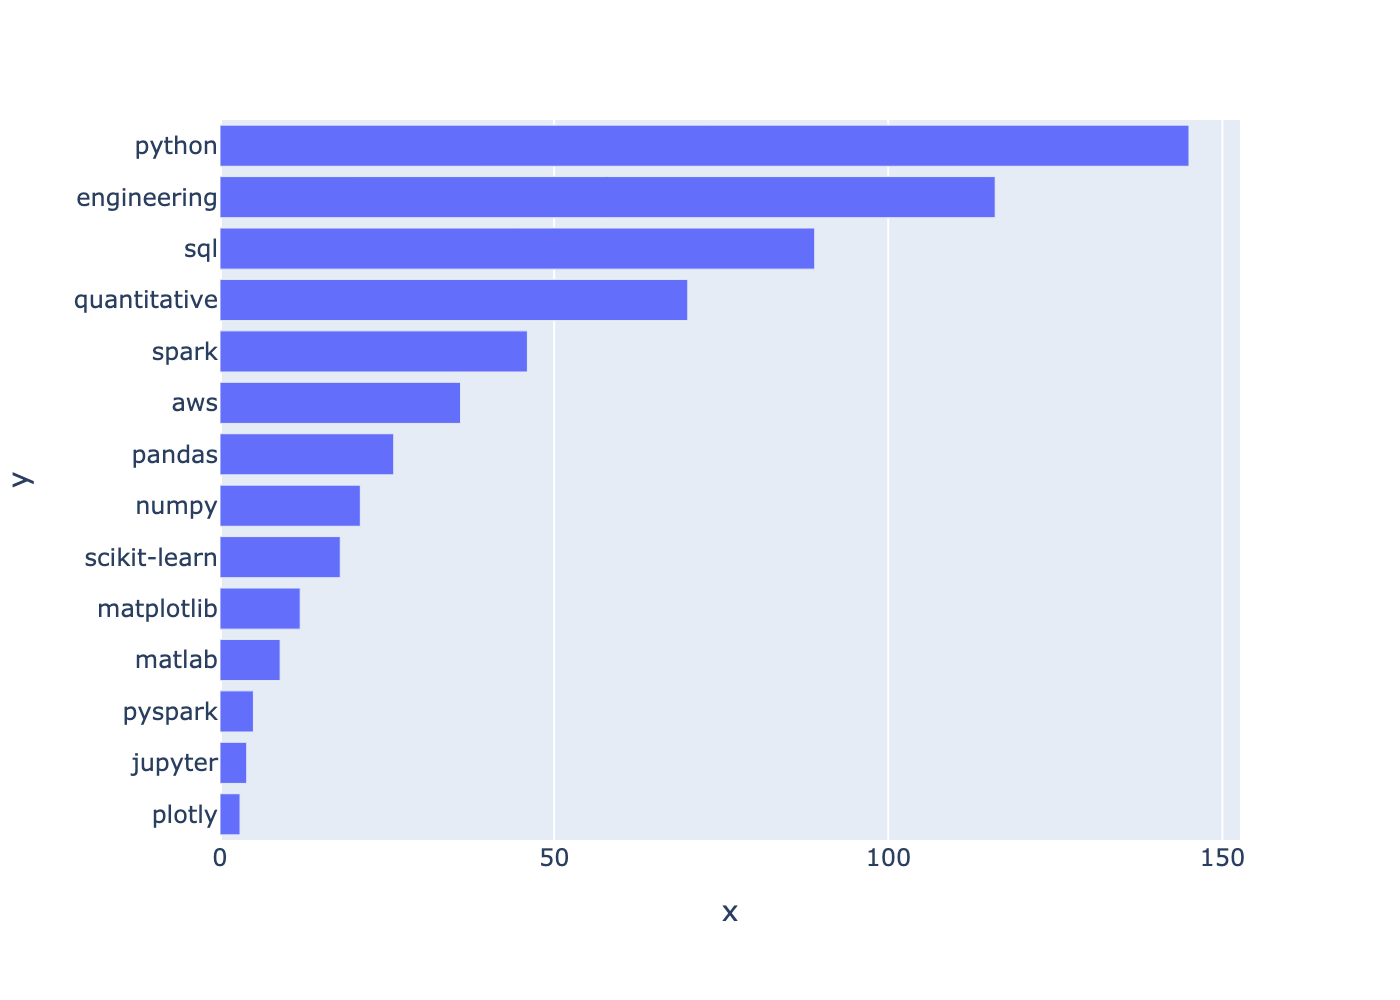 python
engineering
sql
quantitative
spark
aws
pandas
numpy
scikit-learn
matplotlib
matlab
pyspark
jupyter
plotly
0 50 100 150
x
y